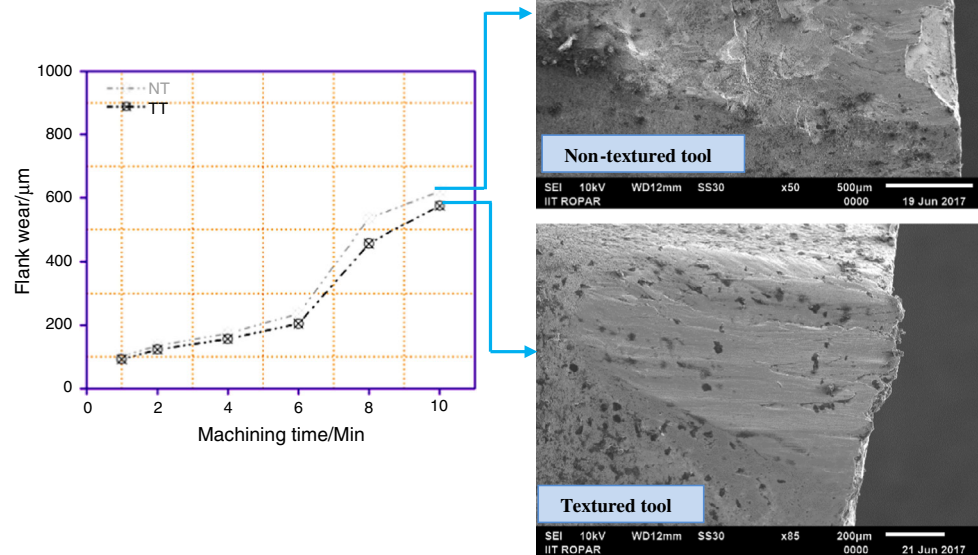 1000
800
600
400
200
0
Flank wear/μm
NT
TT
0 2 4 6 8 10
Machining time/Min
Non-textured tool
SEI 10kV WD12mm SS30 x50 500μm
IIT ROPAR 0000 19 Jun 2017
Textured tool
SEI 10kV WD12mm SS30 x85 200μm
IIT ROPAR 0000 21 Jun 2017